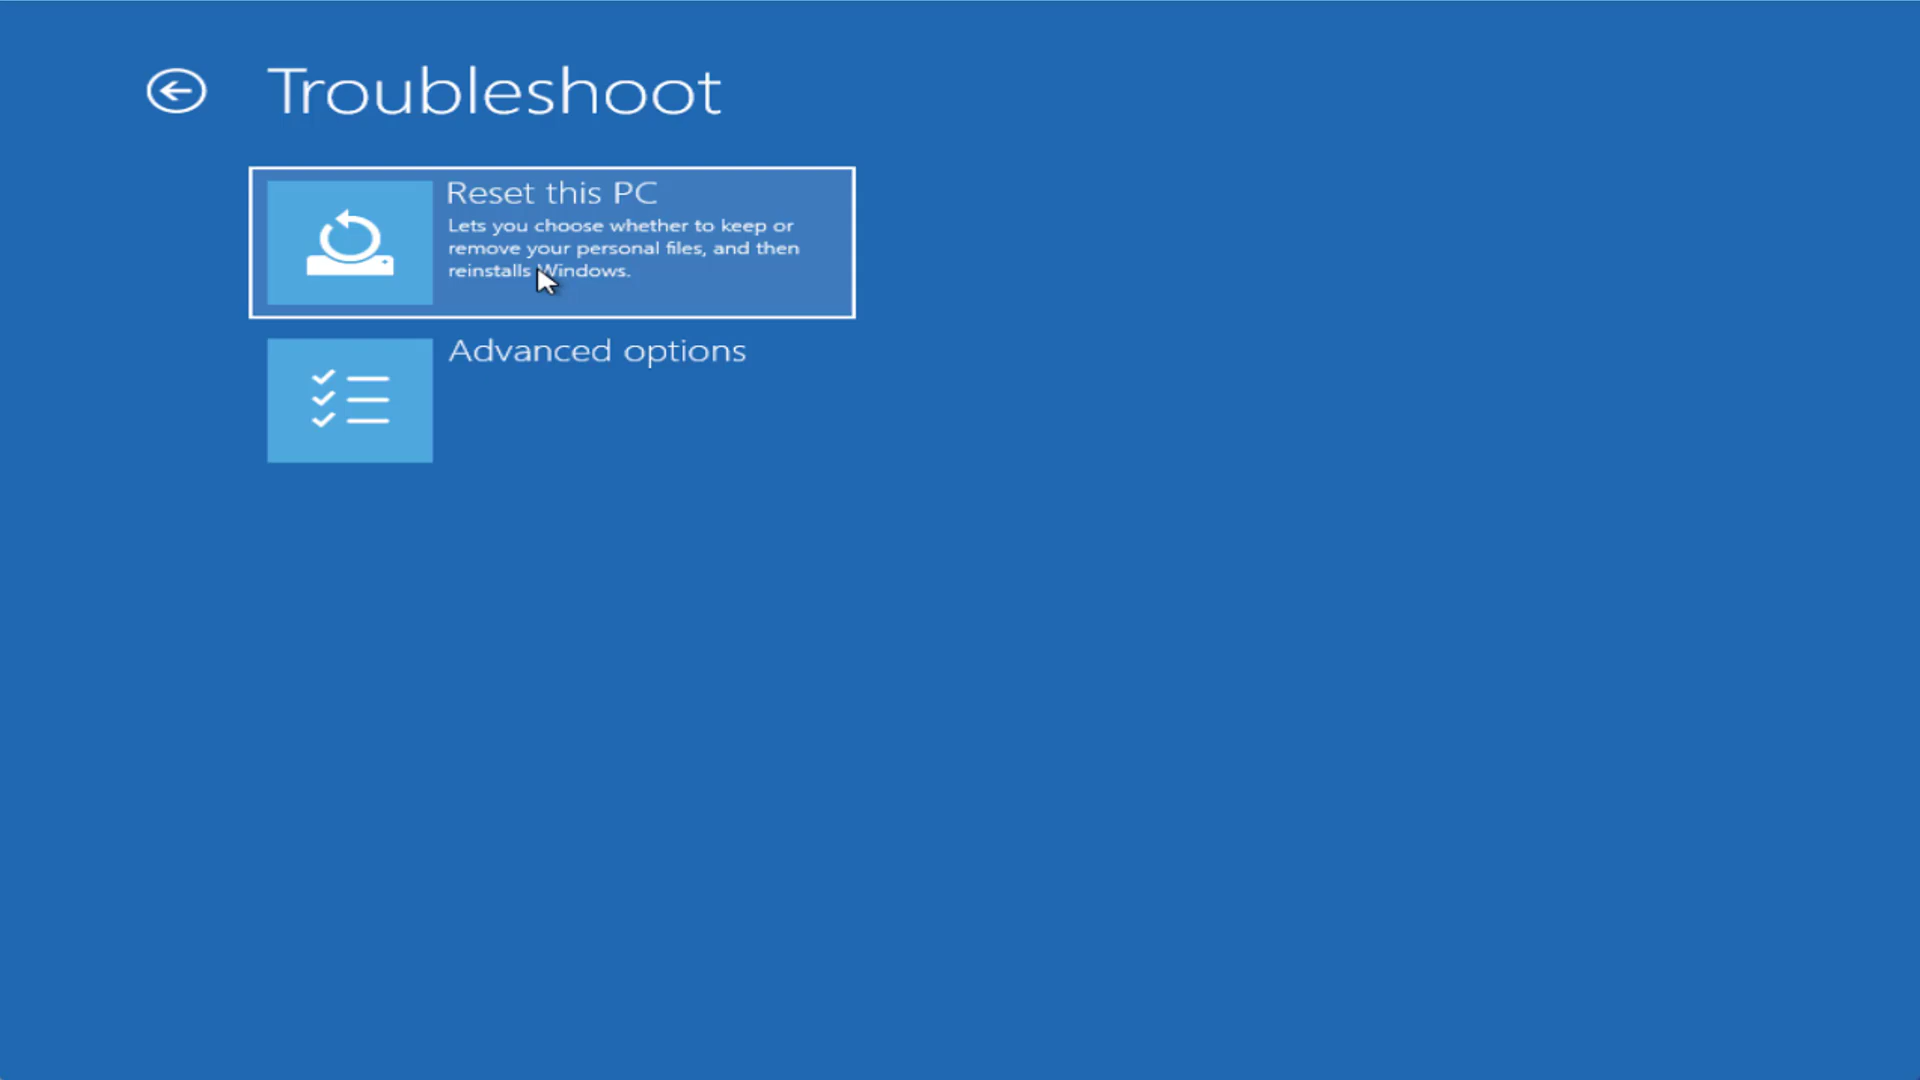 Troubleshoot
Reset this PC
Lets you choose whether to keep or
remove your personal files, and then
reinstalls Windows.
Advanced options